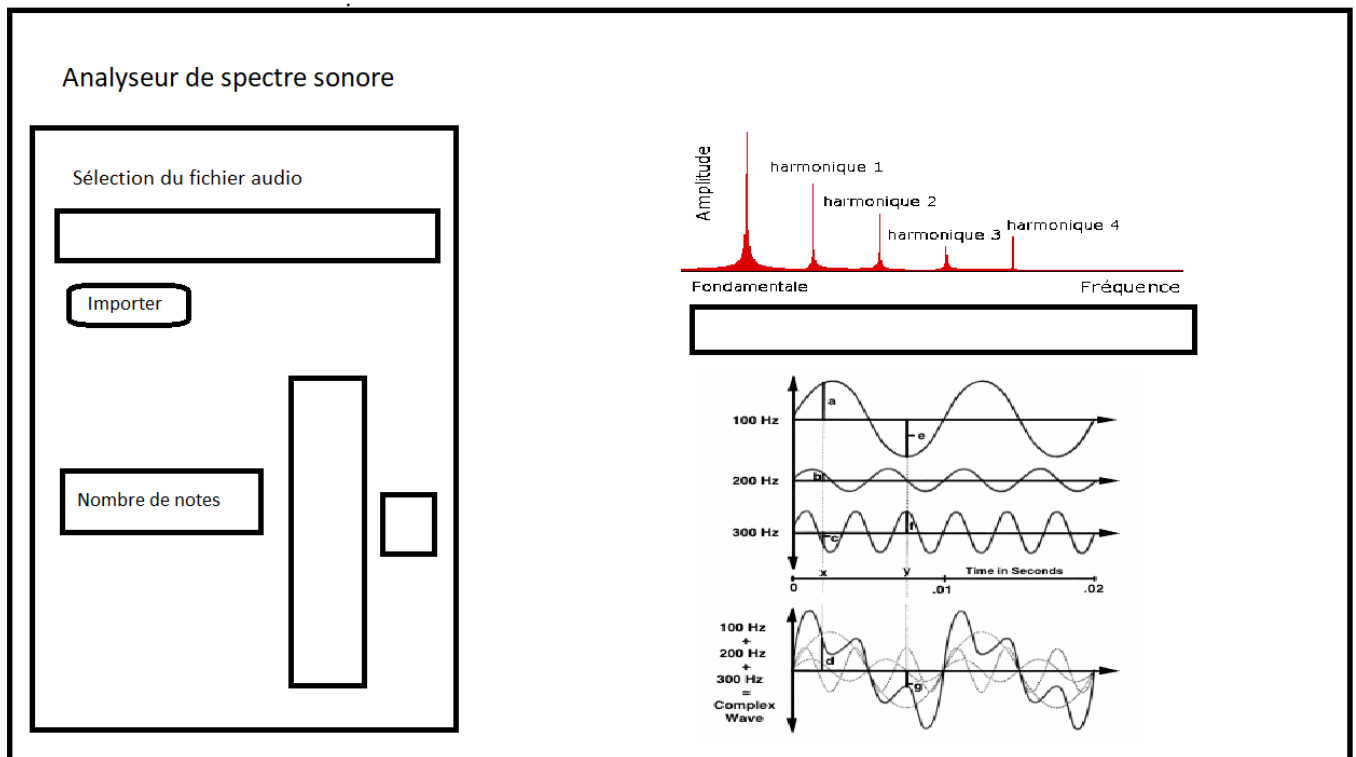 Analyseur de spectre sonore
Sélection du fichier audio
Importer
Nombre de notes
Amplitude
harmonique 1
harmonique 2
harmonique 3
harmonique 4
Fondamentale
Fréquence
a
100 Hz
e
b
200 Hz
f
300 Hz
c
x
y
Time in Seconds
0
.01
.02
100 Hz
+
200 Hz
+
300 Hz
=
Complex
Wave
d
g